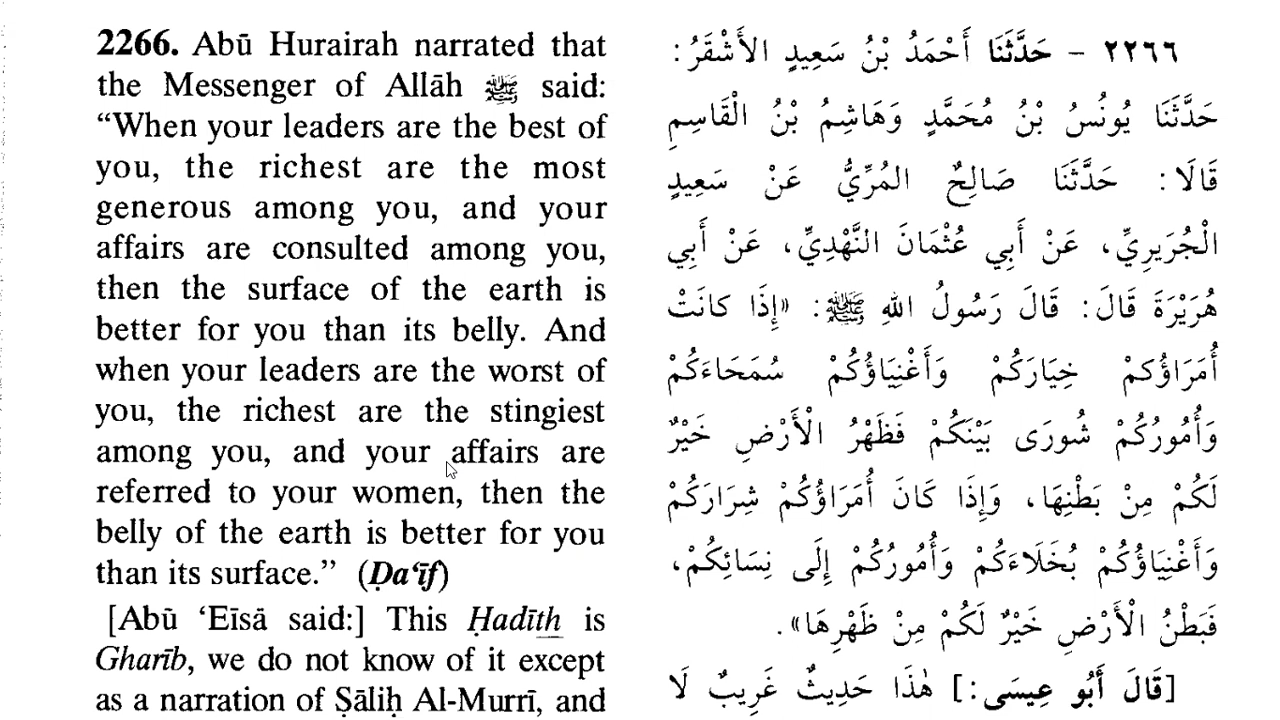 2266. Abū Hurairah narrated that
the Messenger of Allāh ﷺ said:
“When your leaders are the best of
you, the richest are the most
generous among you, and your
affairs are consulted among you,
then the surface of the earth is
better for you than its belly. And
when your leaders are the worst of
you, the richest are the stingiest
among you, and your affairs are
referred to your women, then the
belly of the earth is better for you
than its surface.” (Ḍa‘īf)
[Abū ‘Eīsā said:] This Ḥadīth is
Gharīb, we do not know of it except
as a narration of Ṣāliḥ Al-Murrī, and
٢٢٦٦ – حَدَّثَنَا أَحْمَدُ بْنُ سَعِيدٍ الأَشْقَرُ:
حَدَّثَنَا يُونُسُ بْنُ مُحَمَّدٍ وَهَاشِمُ بْنُ الْقَاسِمِ
قَالَا: حَدَّثَنَا صَالِحٌ المُرِّيُّ عَنْ سَعِيدٍ
الْجُرَيرِيِّ، عَنْ أَبِي عُثْمَانَ النَّهْدِيِّ، عَنْ أَبِي
هُرَيْرَةَ قَالَ: قَالَ رَسُولُ اللهِ ﷺ: «إِذَا كانَتْ
أُمَرَاؤُكمْ خِيَارَكُمْ وَأَغْنِيَاؤُكُمْ سُمَحَاءَكُمْ
وَأُمُورُكُمْ شُورَى بَيْنَكُمْ فَظَهْرُ الْأَرْضِ خَيْرٌ
لَكُمْ مِنْ بَطْنِهَا، وَإِذَا كَانَ أُمَرَاؤُكُمْ شِرَارَكُمْ
وَأَغْنِيَاؤُكُمْ بُخَلَاءَكُمْ وَأُمُورُكُمْ إِلَى نِسَائِكُمْ،
فَبَطْنُ الْأَرْضِ خَيْرٌ لَكُمْ مِنْ ظَهْرِهَا».
[قَالَ أَبُو عِيسَى:] هٰذَا حَدِيثٌ غَرِيبٌ لَا